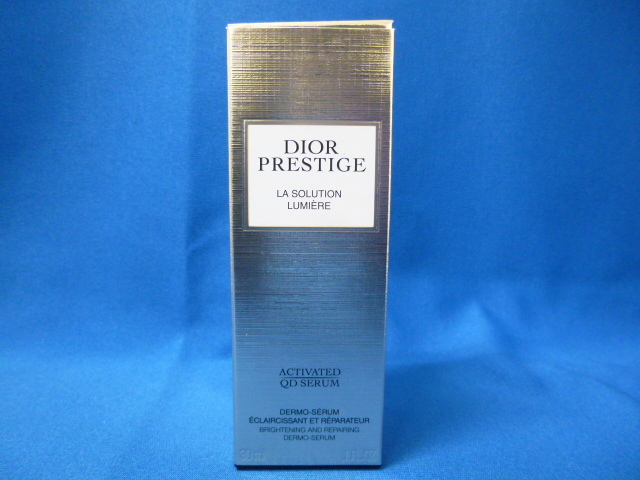 DIOR
PRESTIGE
LA SOLUTION
LUMIÈRE
ACTIVATED
QD SERUM
DERMO-SÉRUM
ÉCLAIRCISSANT ET RÉPARATEUR
BRIGHTENING AND REPAIRING
DERMO-SERUM